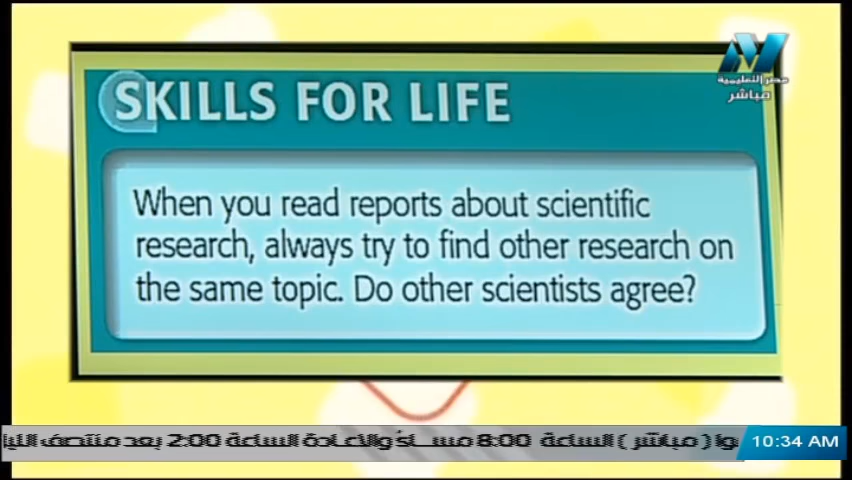 SKILLS FOR LIFE
When you read reports about scientific
research, always try to find other research on
the same topic. Do other scientists agree?
مصر التعليمية
مباشر
( مباشر ) الساعة 8:00 مساءً والاعادة الساعة 2:00 بعد منتصف
10:34 AM